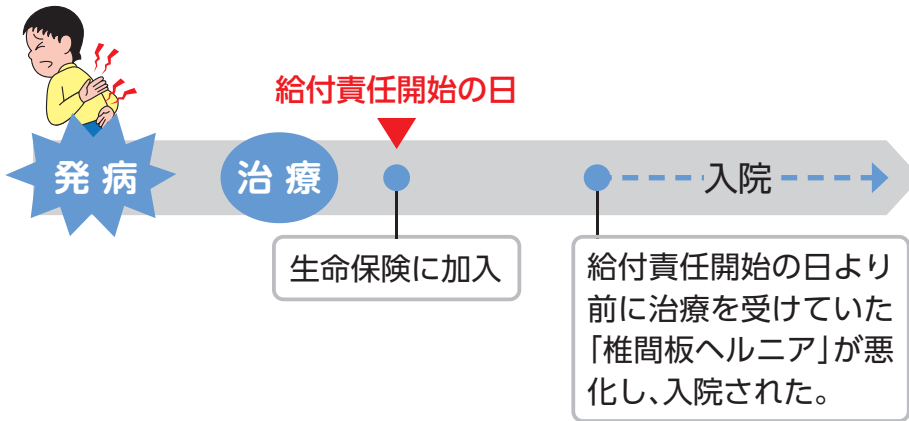 給付責任開始の日
発病
治療
入院
生命保険に加入
給付責任開始の日より
前に治療を受けていた
「椎間板ヘルニア」が悪
化し、入院された。